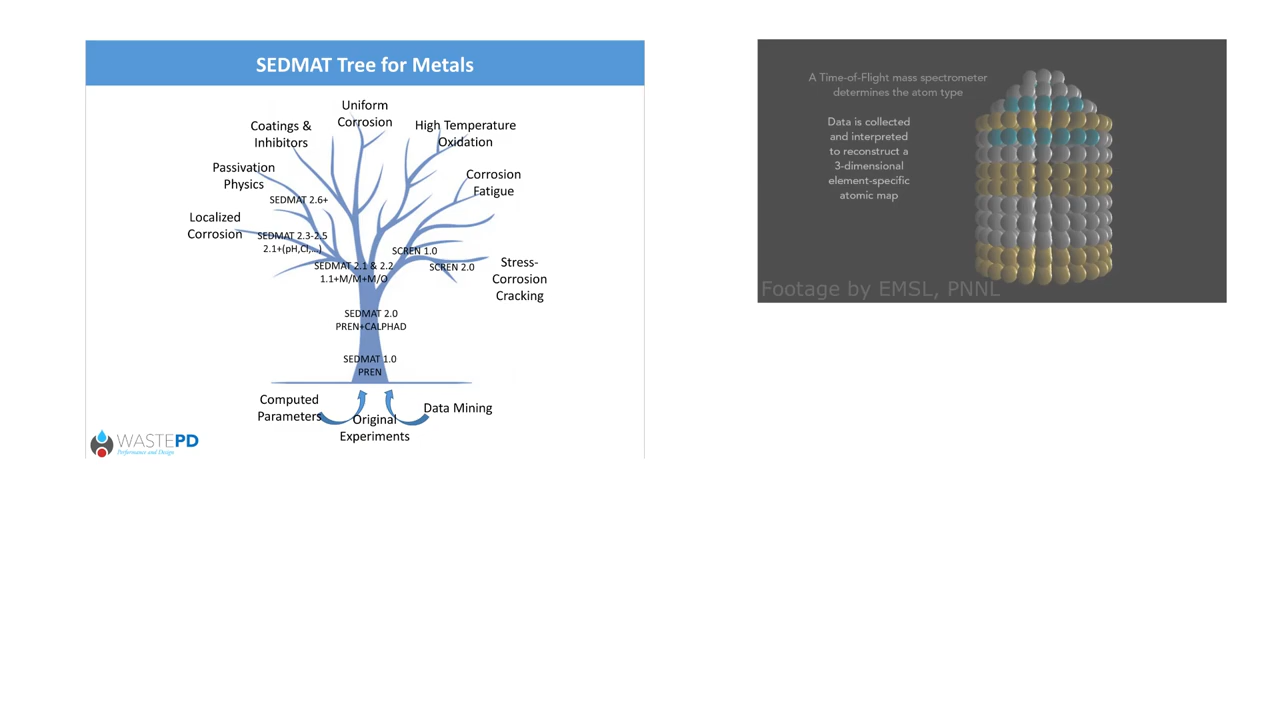 SEDMAT Tree for Metals
Uniform
Corrosion
Coatings &
Inhibitors
High Temperature
Oxidation
Passivation
Physics
Corrosion
Fatigue
SEDMAT 2.6+
Localized
Corrosion
SEDMAT 2.3-2.5
2.1+(pH,Cl,...)
SCREN 1.0
SEDMAT 2.1 & 2.2
1.1+M/M+M/O
SCREN 2.0
Stress-
Corrosion
Cracking
SEDMAT 2.0
PREN+CALPHAD
SEDMAT 1.0
PREN
Computed
Parameters
Original
Experiments
Data Mining
WASTEPD
Performance and Design
A Time-of-Flight mass spectrometer
determines the atom type
Data is collected
and interpreted
to reconstruct a
3-dimensional
element-specific
atomic map
Footage by EMSL, PNNL